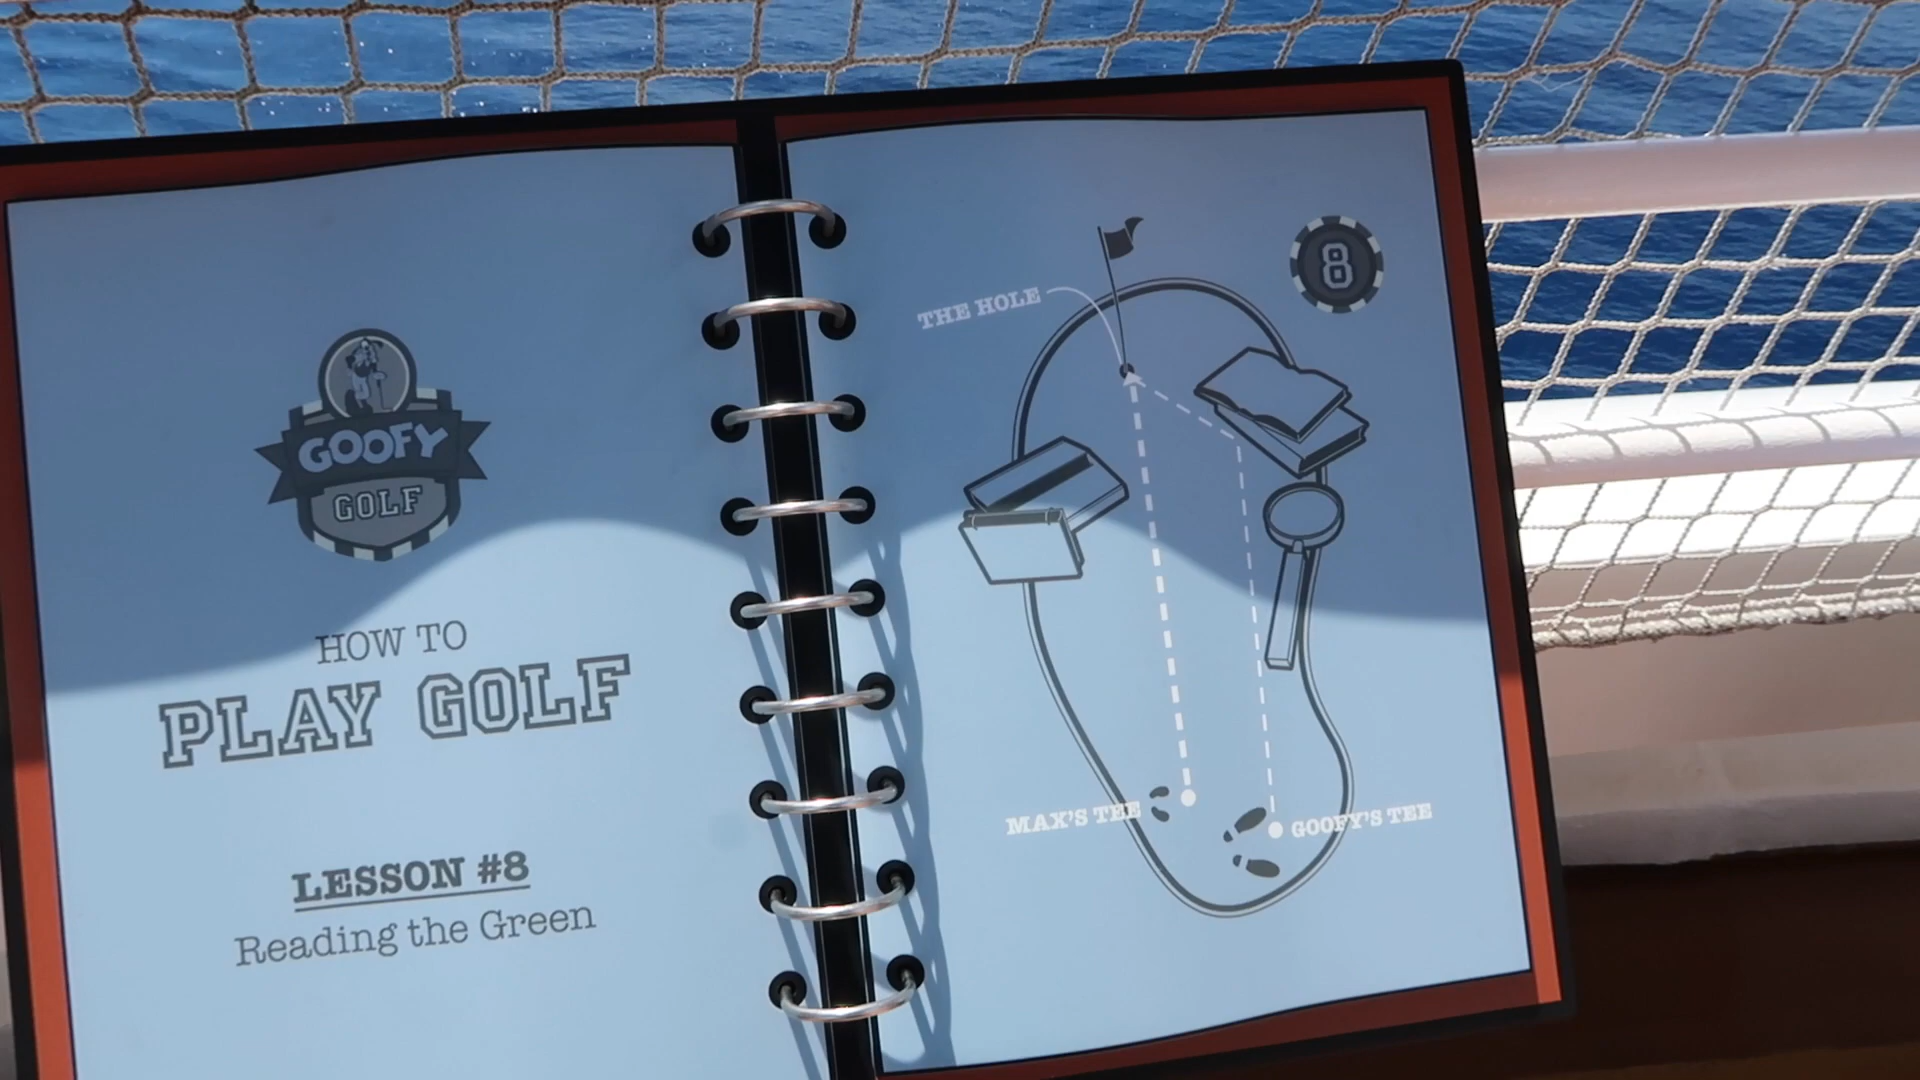 GOOFY
GOLF
HOW TO
PLAY GOLF
LESSON #8
Reading the Green
8
THE HOLE
MAX'S TEE
GOOFY'S TEE